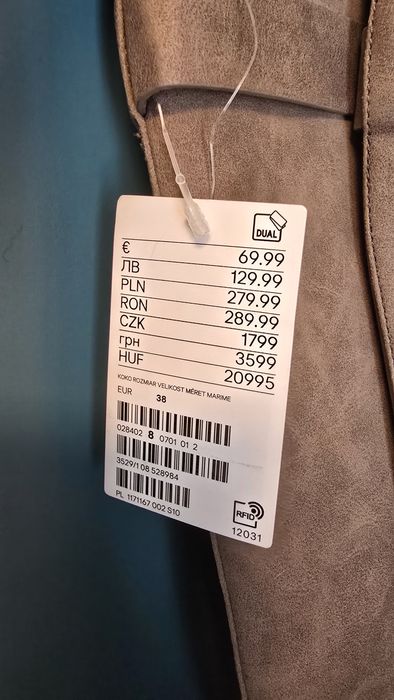 DUAL
€ 69.99
ЛВ 129.99
PLN 279.99
RON 289.99
CZK 1799
грн 3599
HUF 20995
KOKO ROZMIAR VELIKOST MÉRET MARIME
EUR 38
028402 8 0701 01 2
3529/1 08 528984
PL 1171167 002 S10
RFID
12031